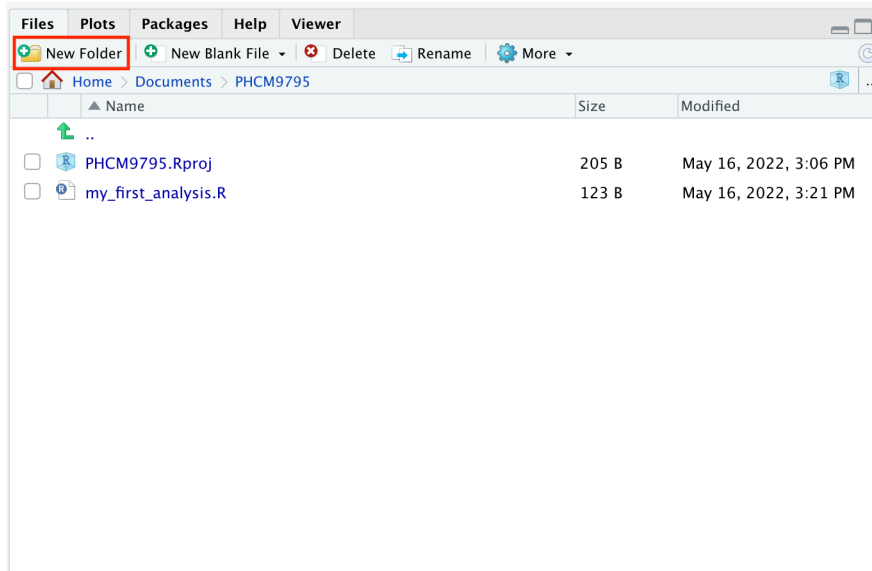 Files Plots Packages Help Viewer
New Folder New Blank File Delete Rename More
Home > Documents > PHCM9795 R ..
Name Size Modified
..
R PHCM9795.Rproj 205 B May 16, 2022, 3:06 PM
R my_first_analysis.R 123 B May 16, 2022, 3:21 PM